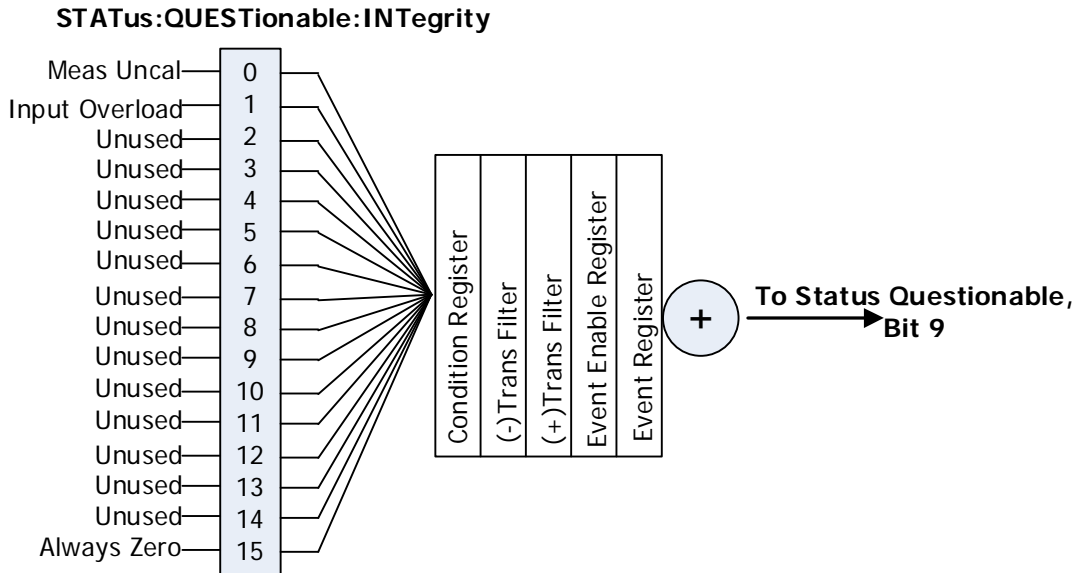 STATus:QUESTionable:INTegrity
Meas Uncal 0
Input Overload 1
Unused 2
Unused 3
Unused 4
Unused 5
Unused 6
Unused 7
Unused 8
Unused 9
Unused 10
Unused 11
Unused 12
Unused 13
Unused 14
Always Zero 15
Condition Register
(-)Trans Filter
(+)Trans Filter
Event Enable Register
Event Register
+
To Status Questionable,
Bit 9